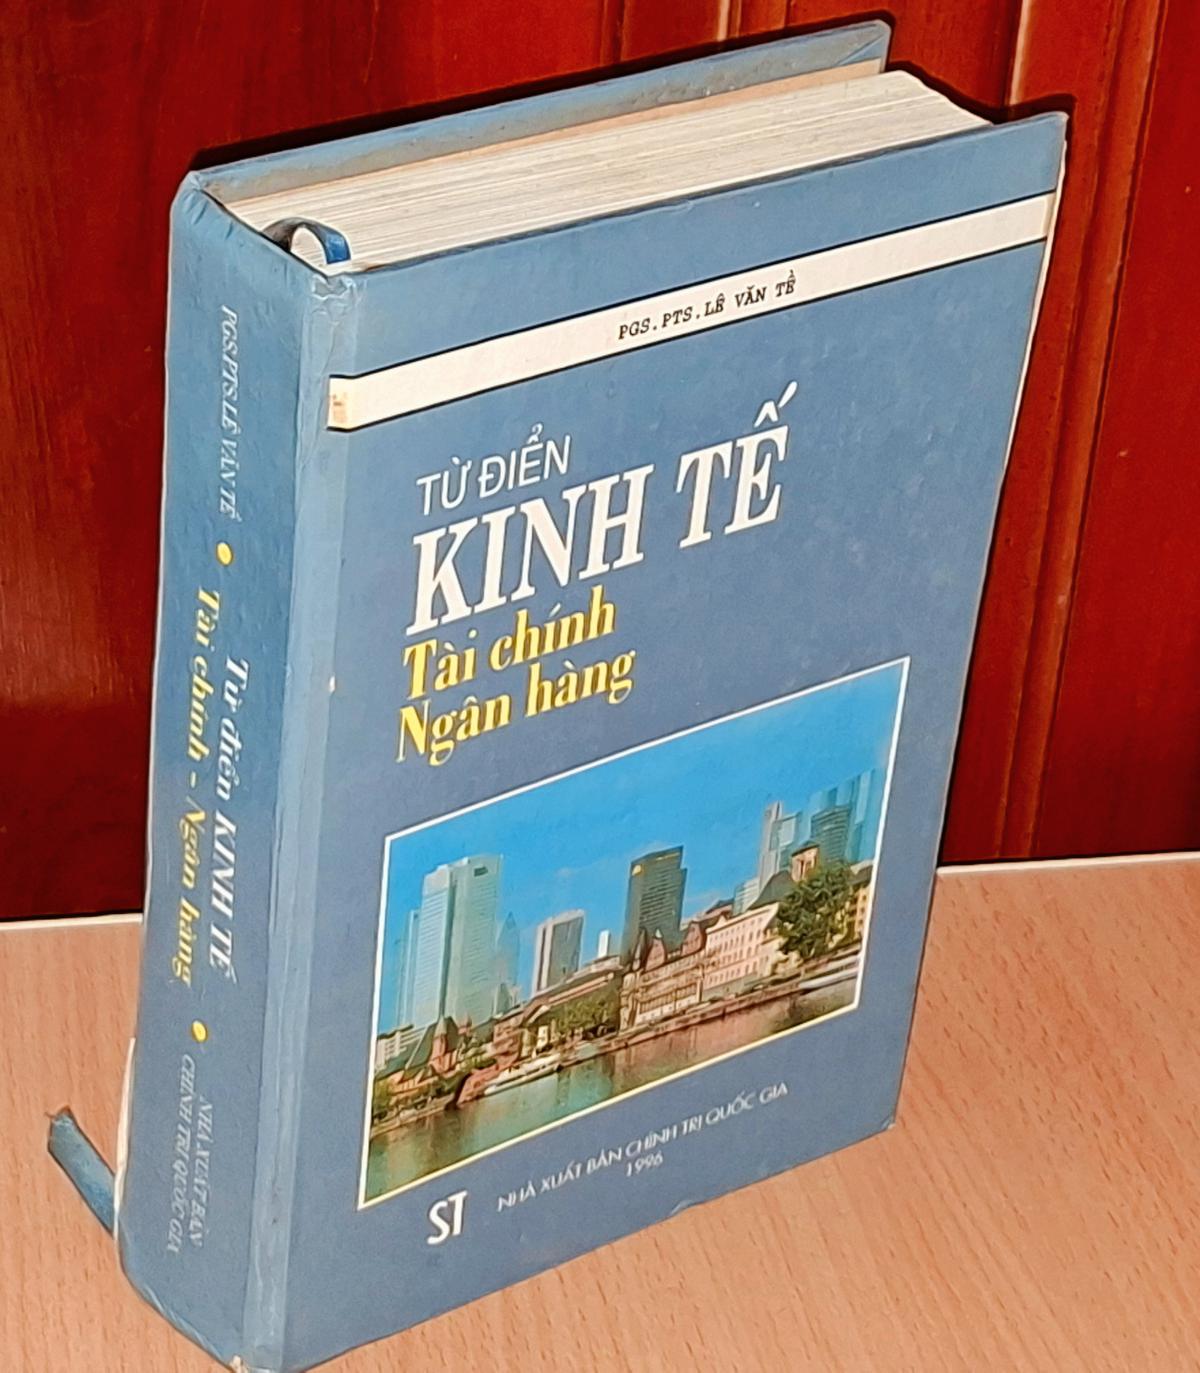 PGS.PTS.LÊ VĂN TỀ
TỪ ĐIỂN
KINH TẾ
Tài chính
Ngân hàng
ST
NHÀ XUẤT BẢN CHÍNH TRỊ QUỐC GIA
1996
PGS.PTS.LÊ VĂN TỀ
Từ điển KINH TẾ
Tài chính - Ngân hàng
NHÀ XUẤT BẢN
CHÍNH TRỊ QUỐC GIA